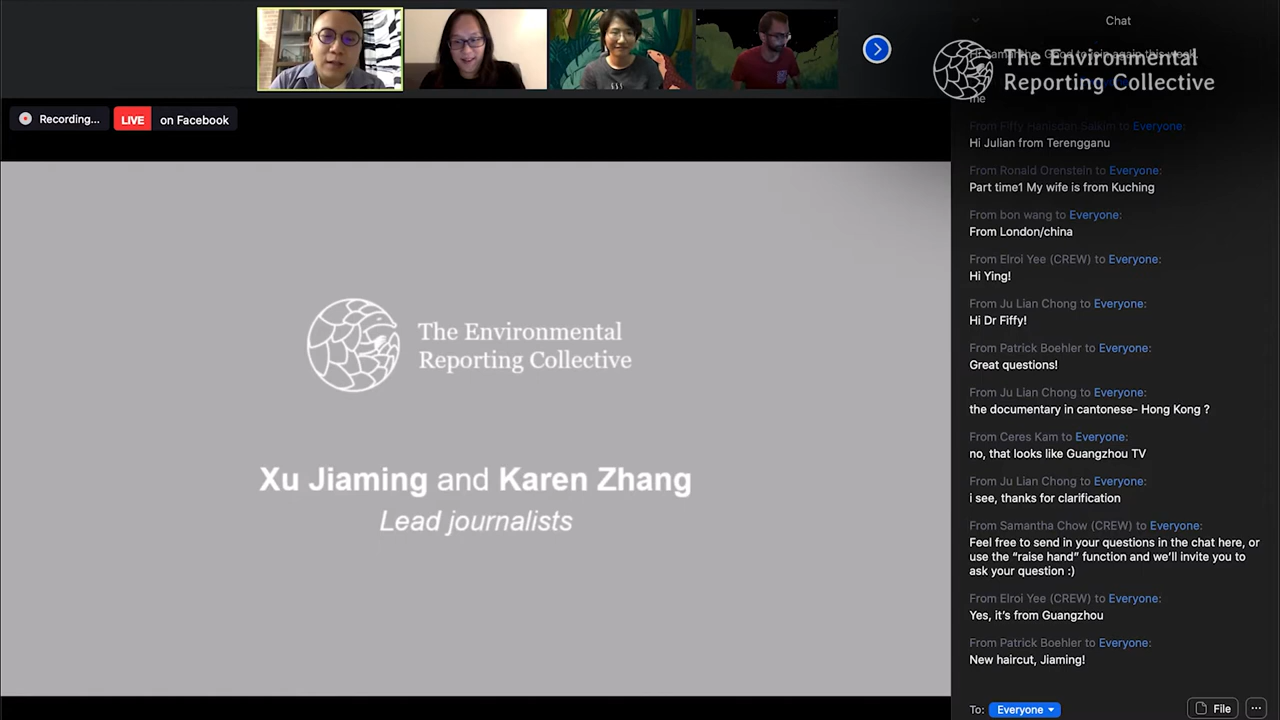 Chat
Samantha. Good to join again this week
The Environmental
Reporting Collective
me
Recording...
LIVE
on Facebook
From Fiffy Hanisdah Saikim to Everyone:
Hi Julian from Terengganu
From Ronald Orenstein to Everyone:
Part time1 My wife is from Kuching
From bon wang to Everyone:
From London/china
From Elroi Yee (CREW) to Everyone:
Hi Ying!
From Ju Lian Chong to Everyone:
Hi Dr Fiffy!
From Patrick Boehler to Everyone:
Great questions!
From Ju Lian Chong to Everyone:
the documentary in cantonese- Hong Kong ?
From Ceres Kam to Everyone:
no, that looks like Guangzhou TV
From Ju Lian Chong to Everyone:
i see, thanks for clarification
From Samantha Chow (CREW) to Everyone:
Feel free to send in your questions in the chat here, or
use the “raise hand” function and we’ll invite you to
ask your question :)
From Elroi Yee (CREW) to Everyone:
Yes, it’s from Guangzhou
From Patrick Boehler to Everyone:
New haircut, Jiaming!
To: Everyone
File
The Environmental
Reporting Collective
Xu Jiaming and Karen Zhang
Lead journalists